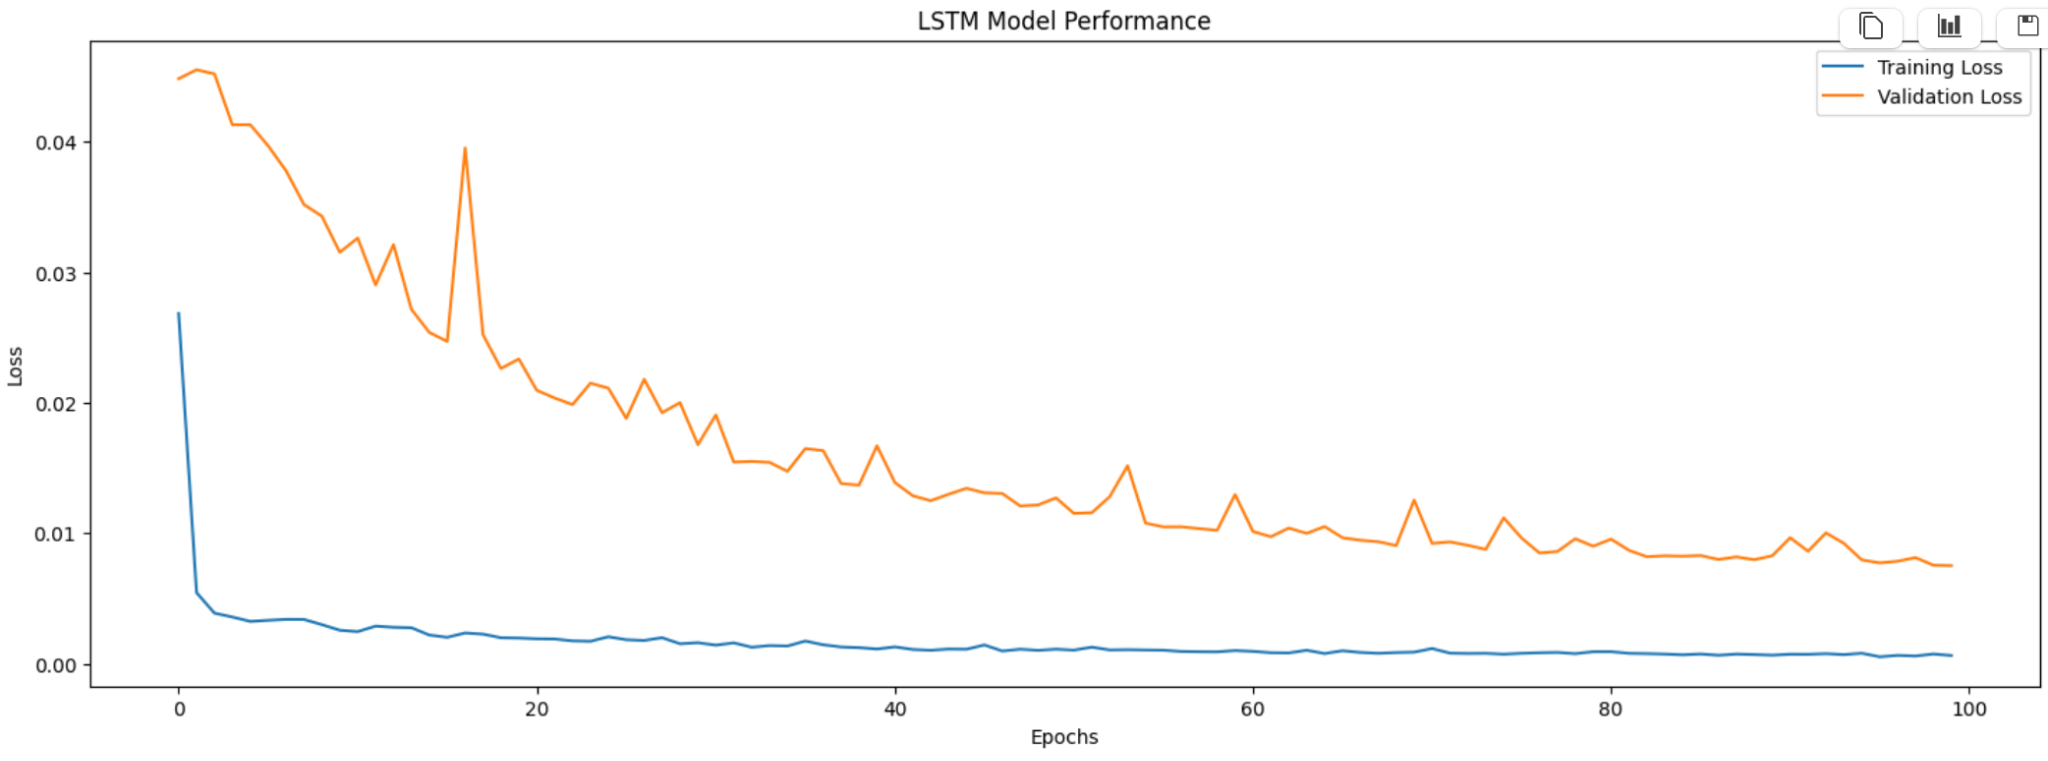 LSTM Model Performance
Training Loss
Validation Loss
0.04
0.03
0.02
0.01
0.00
Loss
0 20 40 60 80 100
Epochs